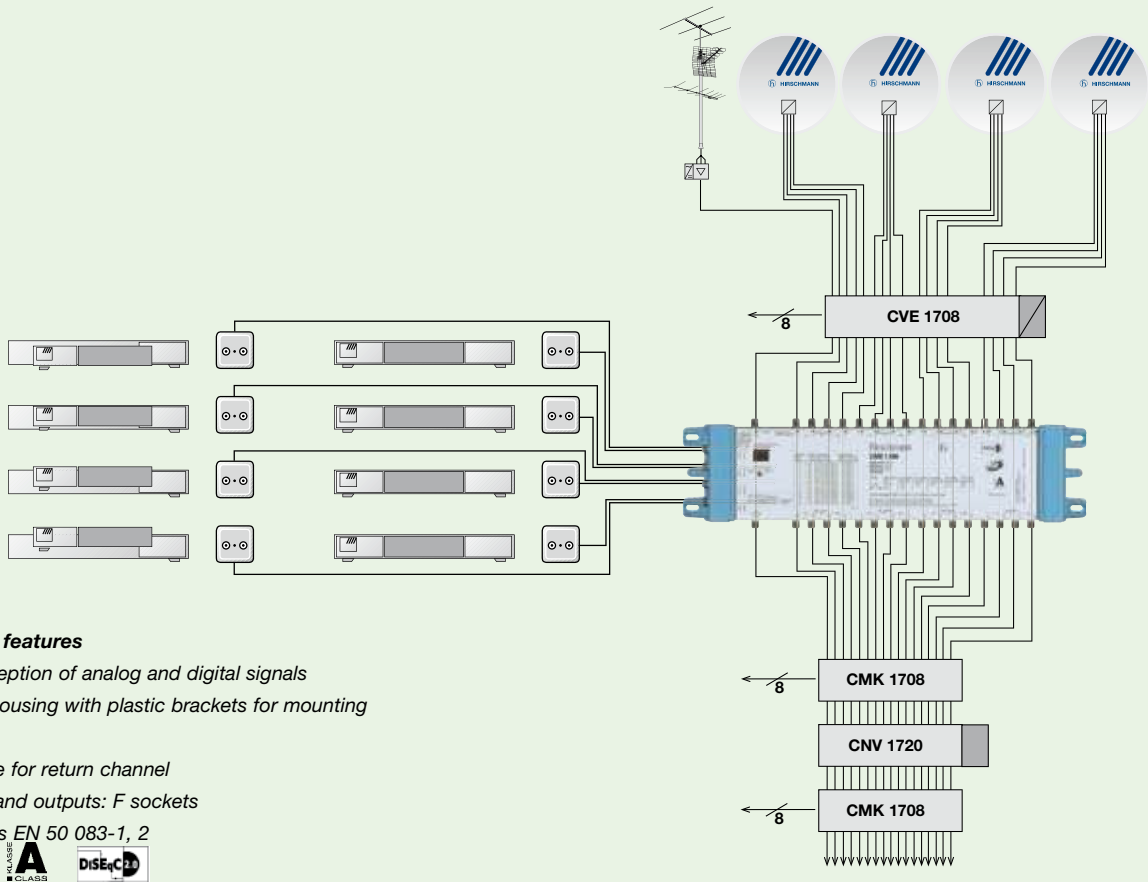 HIRSCHMANN HIRSCHMANN HIRSCHMANN HIRSCHMANN
CVE 1708
8
features
eption of analog and digital signals
ousing with plastic brackets for mounting
e for return channel
and outputs: F sockets
s EN 50 083-1, 2
KLASSE
A
CLASS
DiSEqC 2.0
CMK 1708
8
CNV 1720
CMK 1708
8